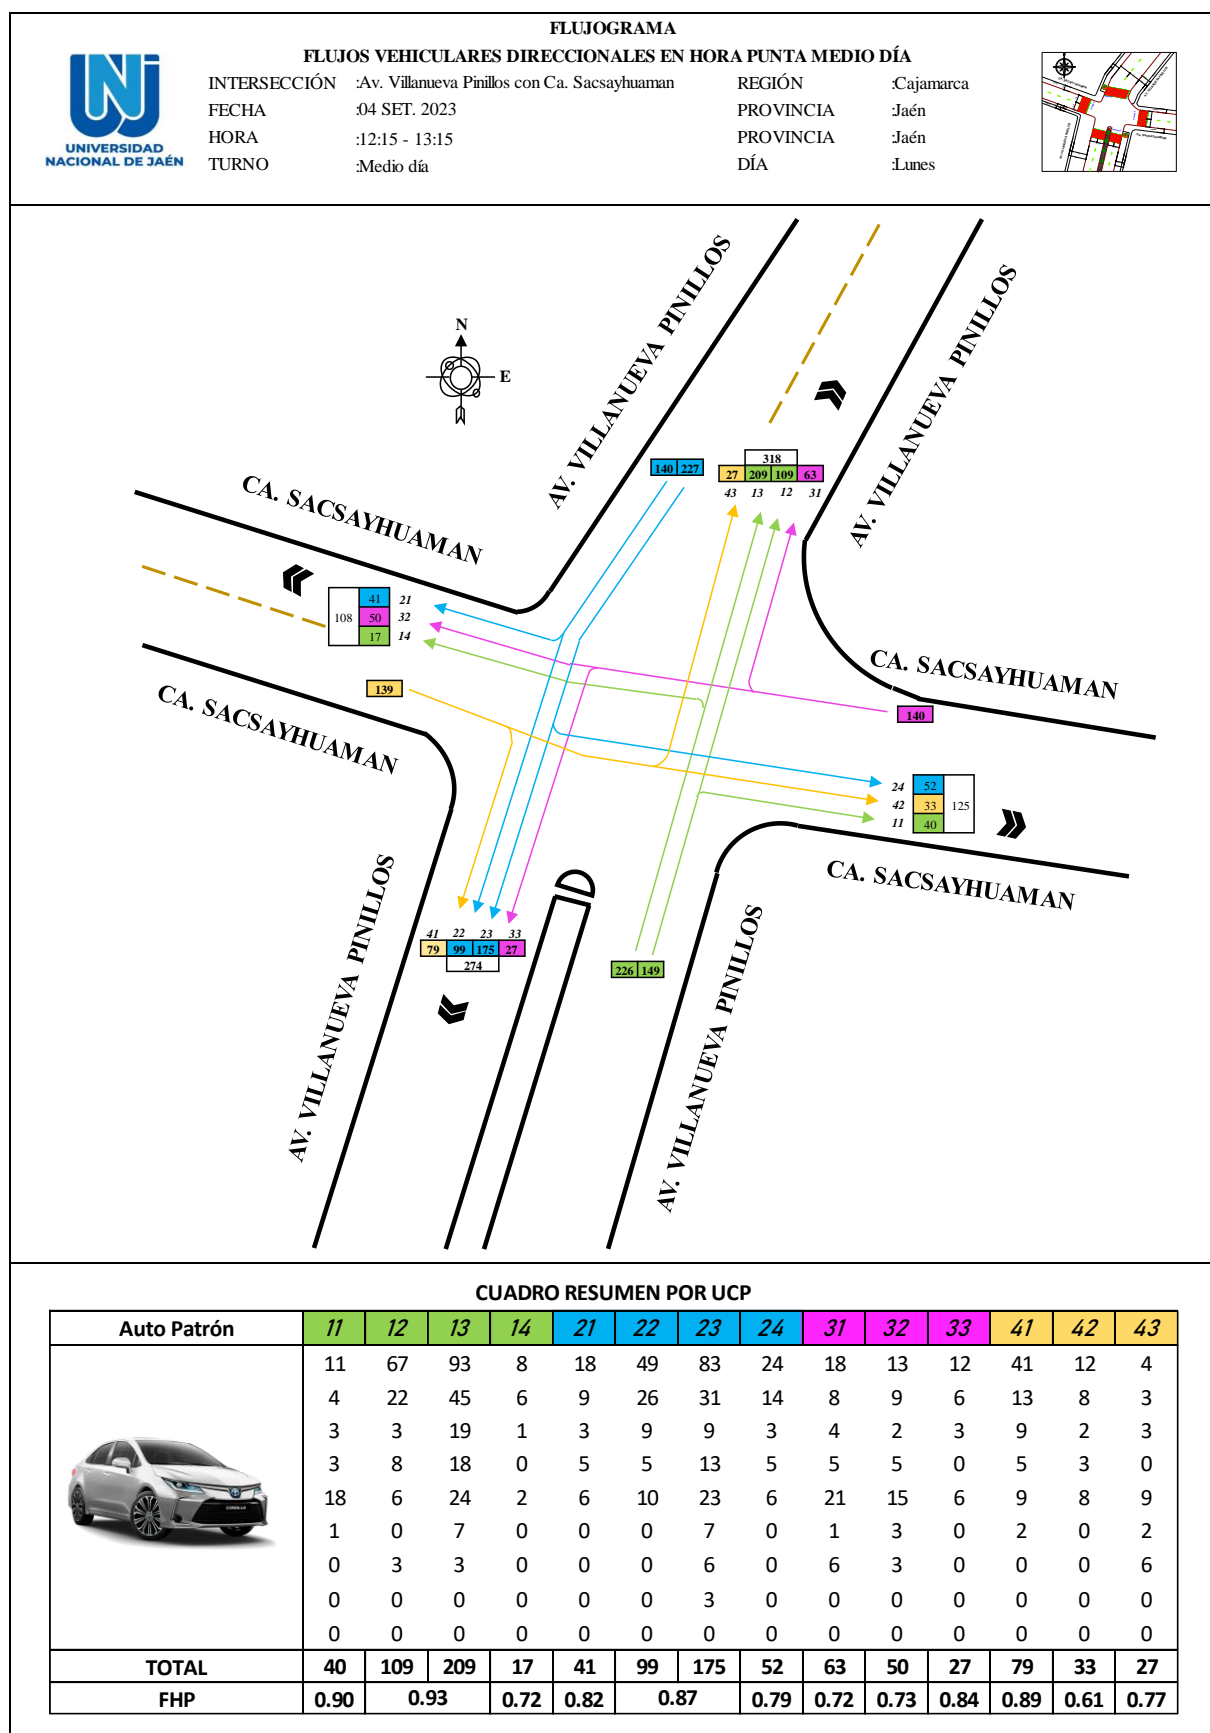 FLUJOGRAMA
FLUJOS VEHICULARES DIRECCIONALES EN HORA PUNTA MEDIO DÍA
UNIVERSIDAD
NACIONAL DE JAÉN
INTERSECCIÓN :Av. Villanueva Pinillos con Ca. Sacsayhuaman REGIÓN :Cajamarca
FECHA :04 SET. 2023 PROVINCIA :Jaén
HORA :12:15 - 13:15 PROVINCIA :Jaén
TURNO :Medio día DÍA :Lunes
AV. VILLANUEVA PINILLOS
AV. VILLANUEVA PINILLOS
N
E
140 227
318
27 209 109 63
43 13 12 31
CA. SACSAYHUAMAN
108
41 21
50 32
17 14
139
CA. SACSAYHUAMAN
CA. SACSAYHUAMAN
140
24 52
42 33 125
11 40
CA. SACSAYHUAMAN
41 22 23 33
79 99 175 27
274
226 149
AV. VILLANUEVA PINILLOS
AV. VILLANUEVA PINILLOS
CUADRO RESUMEN POR UCP
Auto Patrón 11 12 13 14 21 22 23 24 31 32 33 41 42 43
11 67 93 8 18 49 83 24 18 13 12 41 12 4
4 22 45 6 9 26 31 14 8 9 6 13 8 3
3 3 19 1 3 9 9 3 4 2 3 9 2 3
3 8 18 0 5 5 13 5 5 5 0 5 3 0
18 6 24 2 6 10 23 6 21 15 6 9 8 9
1 0 7 0 0 0 7 0 1 3 0 2 0 2
0 3 3 0 0 0 6 0 6 3 0 0 0 6
0 0 0 0 0 0 3 0 0 0 0 0 0 0
0 0 0 0 0 0 0 0 0 0 0 0 0 0
TOTAL 40 109 209 17 41 99 175 52 63 50 27 79 33 27
FHP 0.90 0.93 0.72 0.82 0.87 0.79 0.72 0.73 0.84 0.89 0.61 0.77